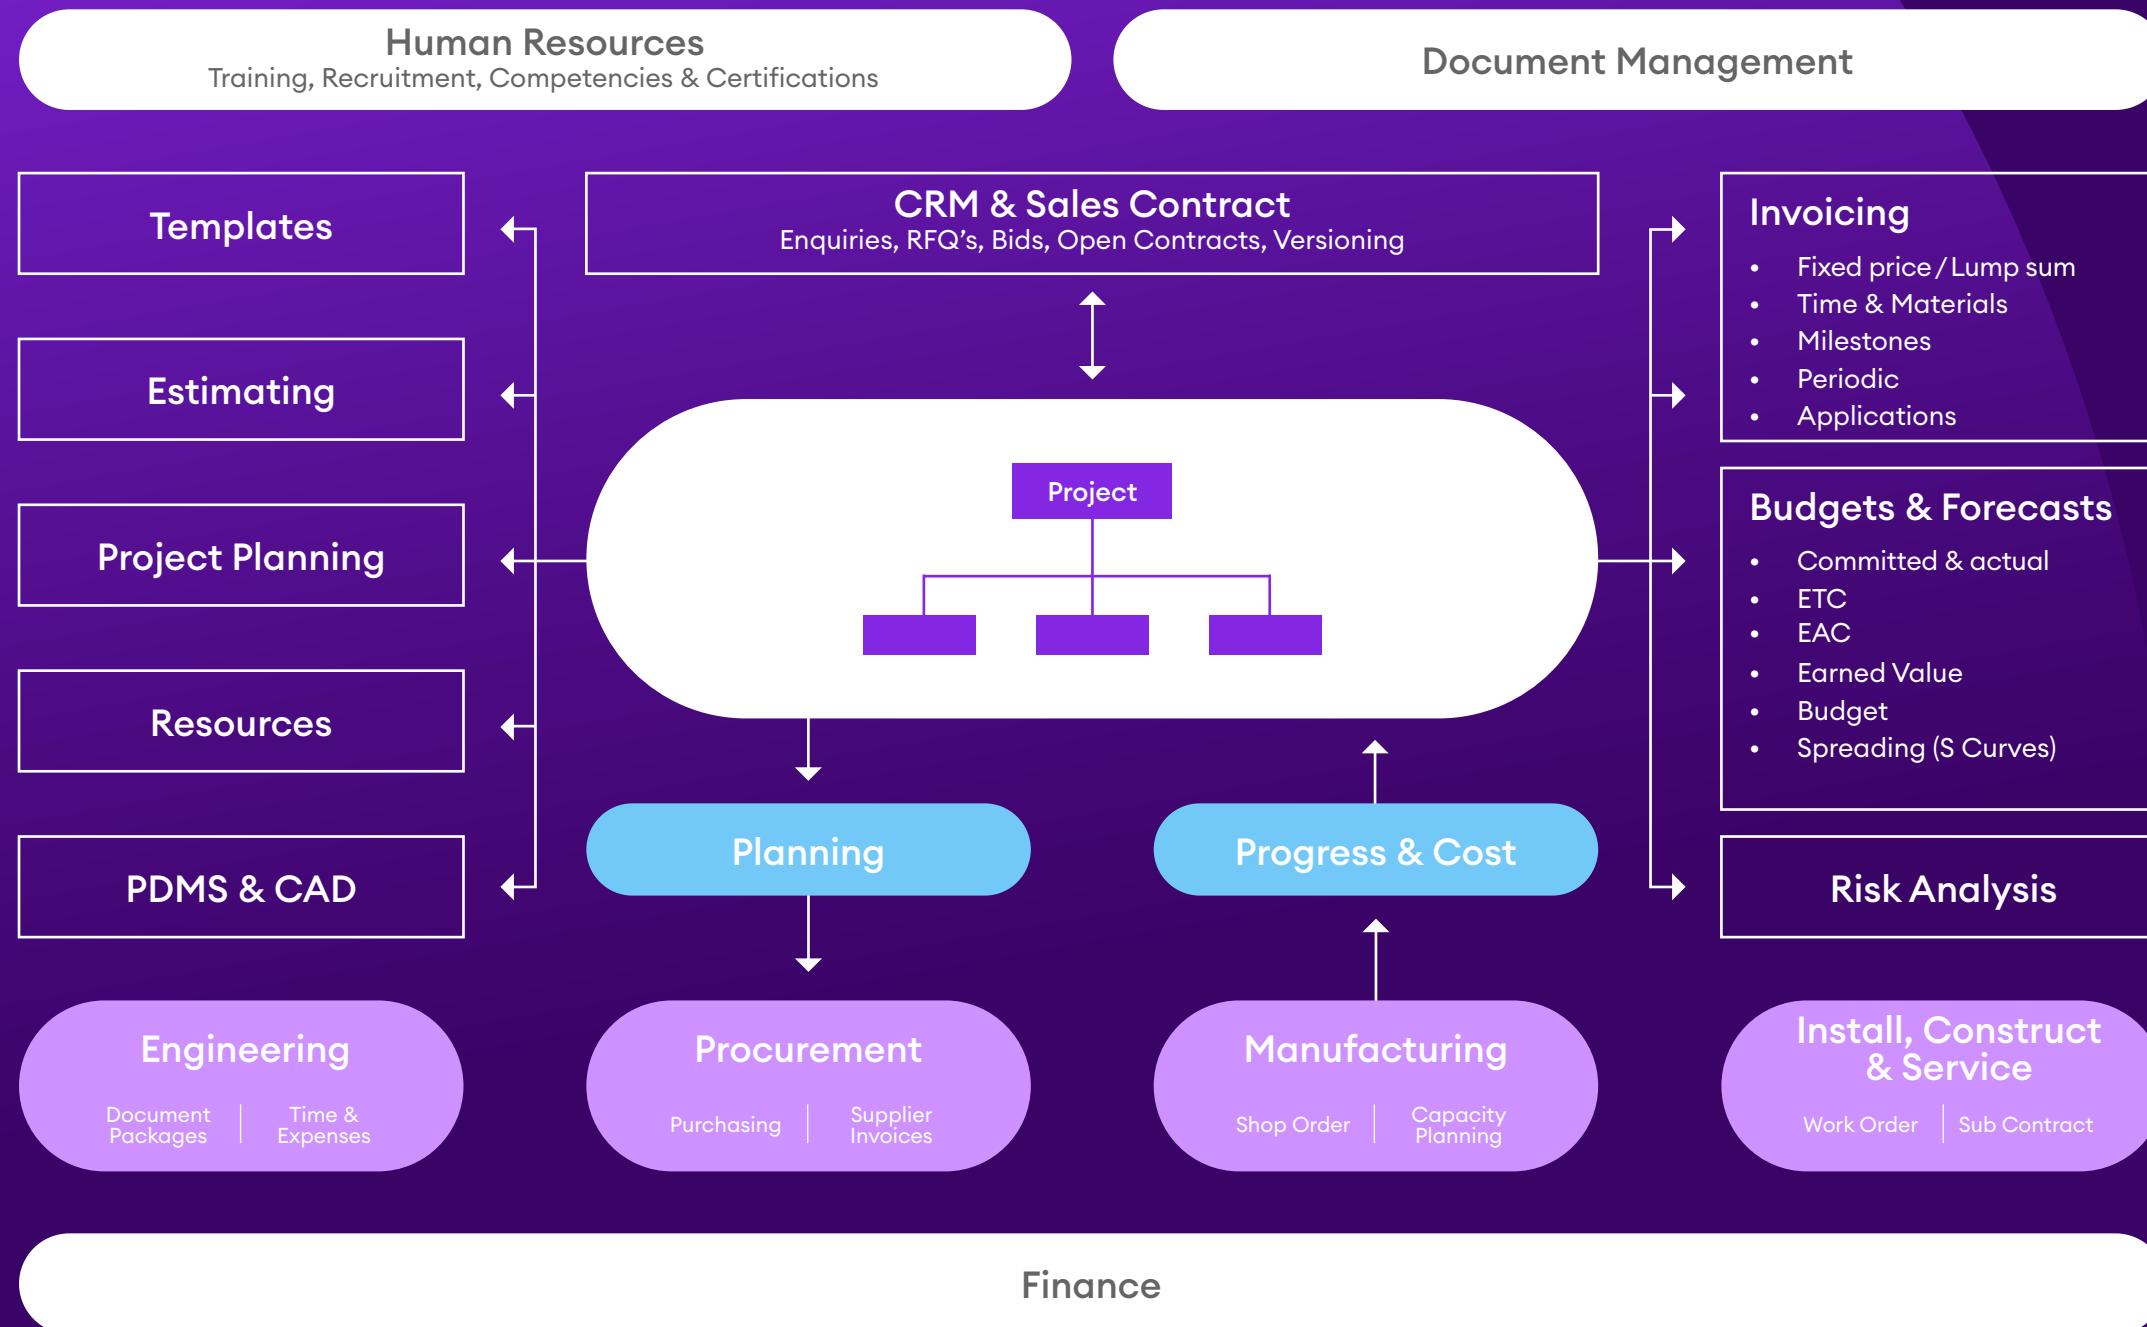 Human Resources
Training, Recruitment, Competencies & Certifications
Document Management
Templates
Estimating
Project Planning
Resources
PDMS & CAD
CRM & Sales Contract
Enquiries, RFQ’s, Bids, Open Contracts, Versioning
Project
Planning
Progress & Cost
Invoicing
• Fixed price / Lump sum
• Time & Materials
• Milestones
• Periodic
• Applications
Budgets & Forecasts
• Committed & actual
• ETC
• EAC
• Earned Value
• Budget
• Spreading (S Curves)
Risk Analysis
Engineering
Document
Packages
Time &
Expenses
Procurement
Purchasing
Supplier
Invoices
Manufacturing
Shop Order
Capacity
Planning
Install, Construct
& Service
Work Order
Sub Contract
Finance